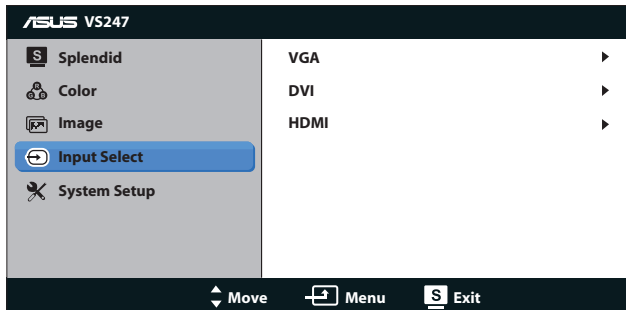 ASUS VS247
S Splendid
Color
Image
Input Select
System Setup
VGA
DVI
HDMI
Move Menu S Exit